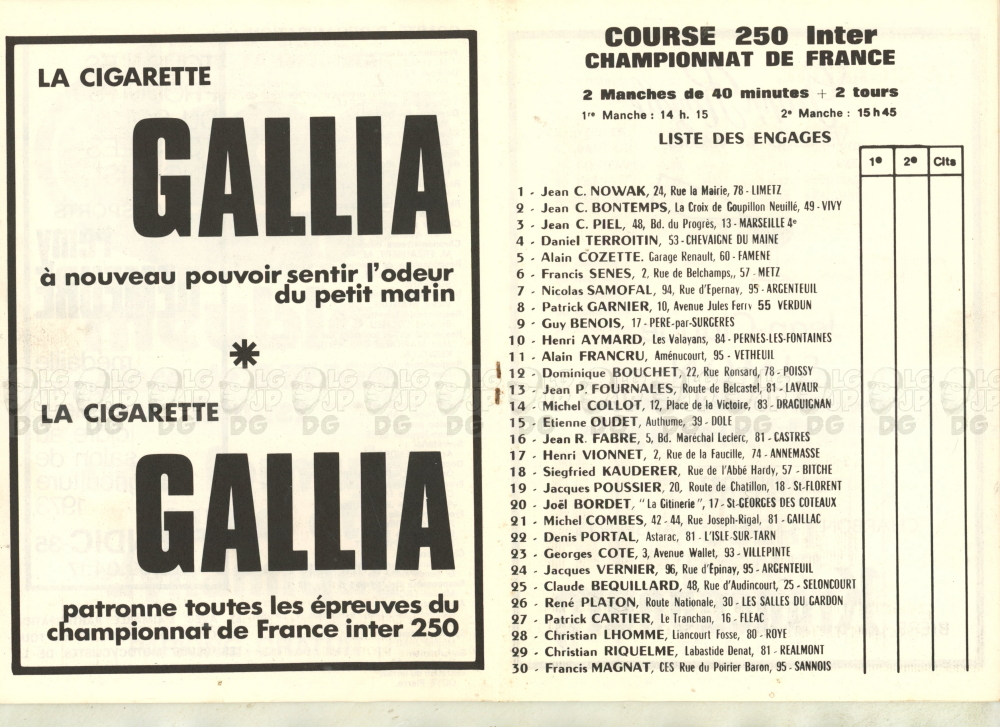 LA CIGARETTE
GALLIA
à nouveau pouvoir sentir l'odeur
du petit matin
*
LA CIGARETTE
GALLIA
patronne toutes les épreuves du
championnat de France inter 250
COURSE 250 Inter
CHAMPIONNAT DE FRANCE
2 Manches de 40 minutes + 2 tours
1re Manche : 14 h. 15 2e Manche : 15 h 45
LISTE DES ENGAGES
1e 2e Clts
1 - Jean C. NOWAK, 24, Rue la Mairie, 78 - LIMETZ
2 - Jean C. BONTEMPS, La Croix de Goupillon Neuillé, 49 - VIVY
3 - Jean C. PIEL, 48, Bd. du Progrès, 13 - MARSEILLE 4e
4 - Daniel TERROITIN, 53 - CHEVAIGNE DU MAINE
5 - Alain COZETTE. Garage Renault, 60 - FAMENE
6 - Francis SENES, 2, Rue de Belchamps,, 57 - METZ
7 - Nicolas SAMOFAL, 94, Rue d'Epernay, 95 - ARGENTEUIL
8 - Patrick GARNIER, 10, Avenue Jules Ferry 55 VERDUN
9 - Guy BENOIS, 17 - PERE-par-SURGERES
10 - Henri AYMARD, Les Valayans, 84 - PERNES-LES-FONTAINES
11 - Alain FRANCRU, Aménucourt, 95 - VETHEUIL
12 - Dominique BOUCHET, 22, Rue Ronsard, 78 - POISSY
13 - Jean P. FOURNALES, Route de Belcastel, 81 - LAVAUR
14 - Michel COLLOT, 12, Place de la Victoire, 83 - DRAGUIGNAN
15 - Etienne OUDET, Authume, 39 - DOLE
16 - Jean R. FABRE, 5, Bd. Maréchal Leclerc, 81 - CASTRES
17 - Henri VIONNET, 2, Rue de la Faucille, 74 - ANNEMASSE
18 - Siegfried KAUDERER, Rue de l'Abbé Hardy, 57 - BITCHE
19 - Jacques POUSSIER, 20, Route de Chatillon, 18 - St-FLORENT
20 - Joël BORDET, "La Gitinerie", 17 - St-GEORGES DES COTEAUX
21 - Michel COMBES, 42 - 44, Rue Joseph-Rigal, 81 - GAILLAC
22 - Denis PORTAL, Astarac, 81 - L'ISLE-SUR-TARN
23 - Georges COTE, 3, Avenue Wallet, 93 - VILLEPINTE
24 - Jacques VERNIER, 96, Rue d'Épinay, 95 - ARGENTEUIL
25 - Claude BEQUILLARD, 48, Rue d'Audincourt, 25 - SELONCOURT
26 - René PLATON, Route Nationale, 30 - LES SALLES DU GARDON
27 - Patrick CARTIER, Le Tranchan, 16 - FLEAC
28 - Christian LHOMME, Liancourt Fosse, 80 - ROYE
29 - Christian RIQUELME, Labastide Denat, 81 - REALMONT
30 - Francis MAGNAT, CES Rue du Poirier Baron, 95 - SANNOIS